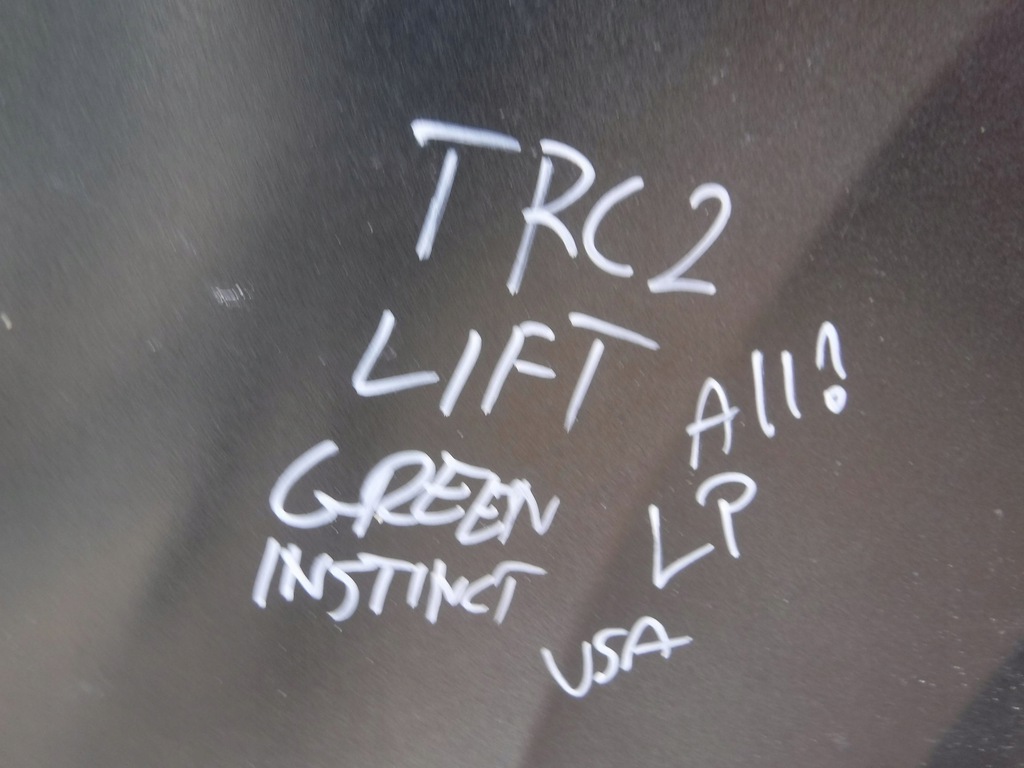 TRC2
LIFT
GREEN
INSTINCT
All?
LP
USA